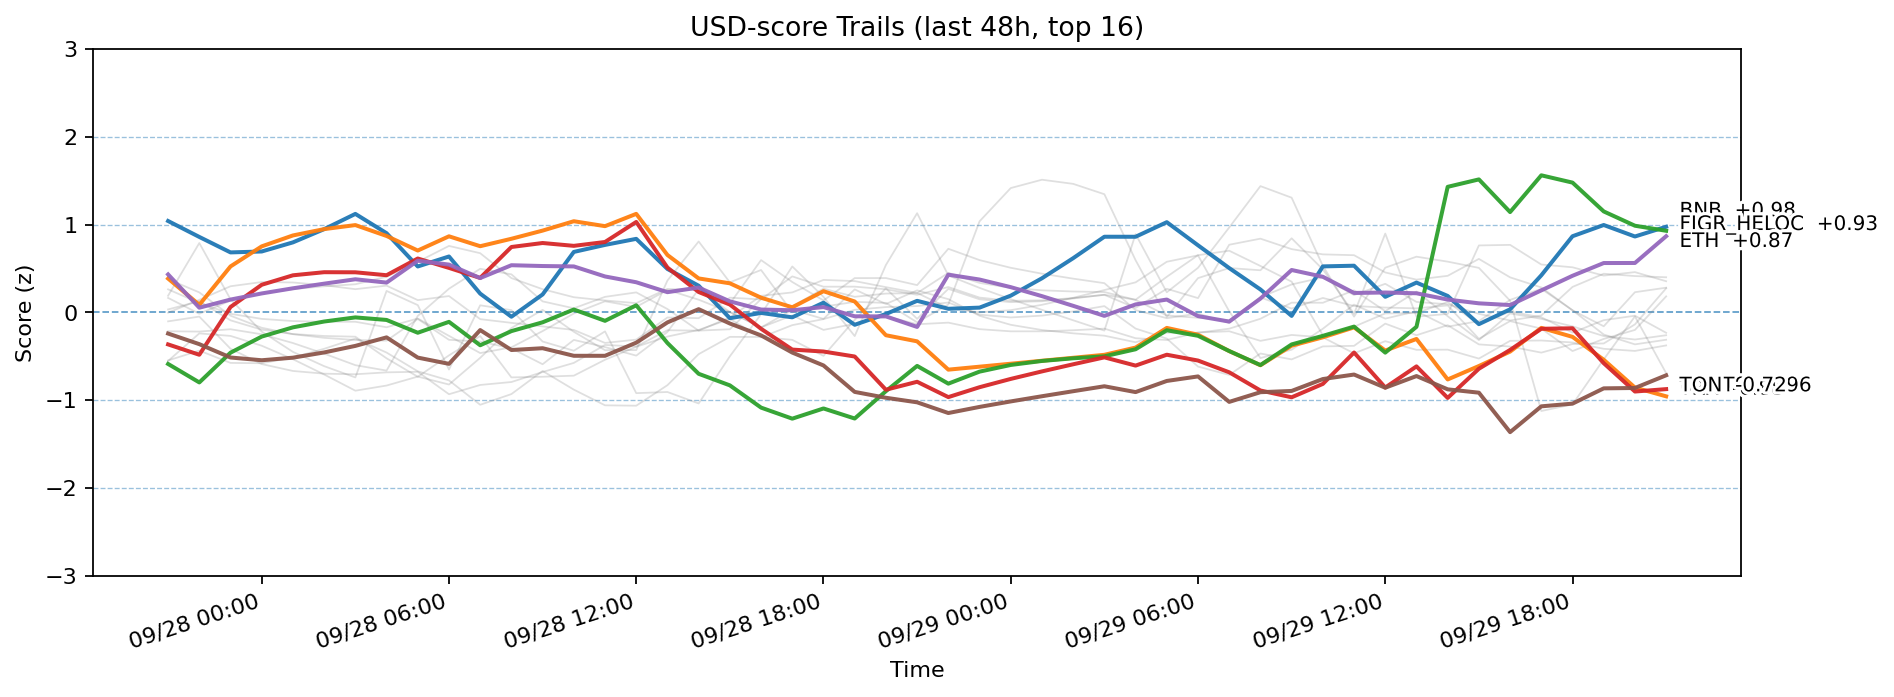 USD-score Trails (last 48h, top 16)
3
2
1
0
−1
−2
−3
Score (z)
BNB +0.98
FIGR_HELOC +0.93
ETH +0.87
09/28 00:00
09/28 06:00
09/28 12:00
09/28 18:00
09/29 00:00
09/29 06:00
09/29 12:00
09/29 18:00
Time